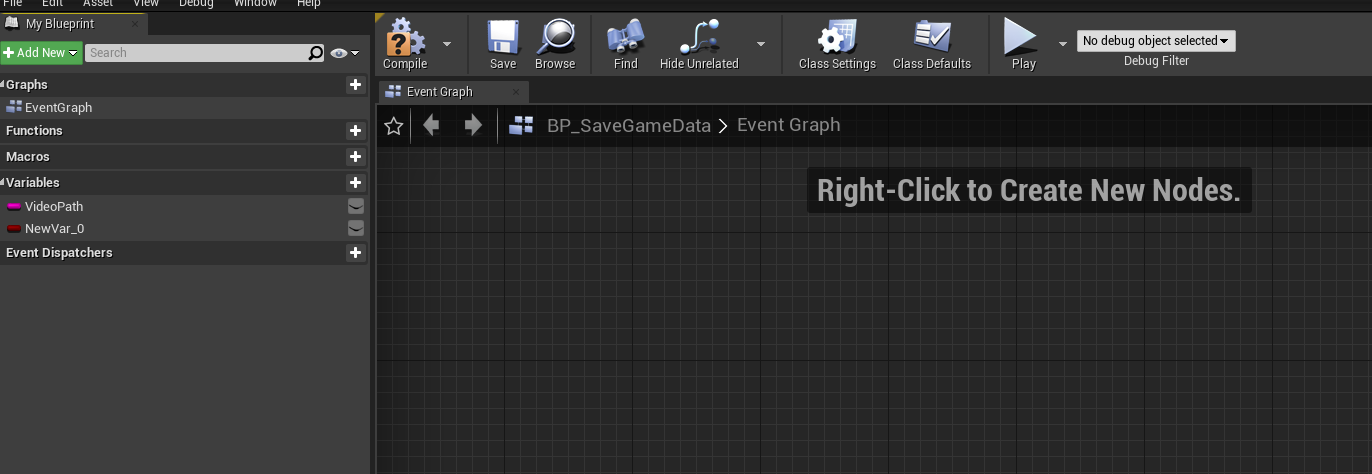 File Edit Asset View Debug Window Help
My Blueprint
Add New
Search
Graphs
EventGraph
Functions
Macros
Variables
VideoPath
NewVar_0
Event Dispatchers
Compile Save Browse Find Hide Unrelated Class Settings Class Defaults Play
No debug object selected
Debug Filter
Event Graph
BP_SaveGameData > Event Graph
Right-Click to Create New Nodes.